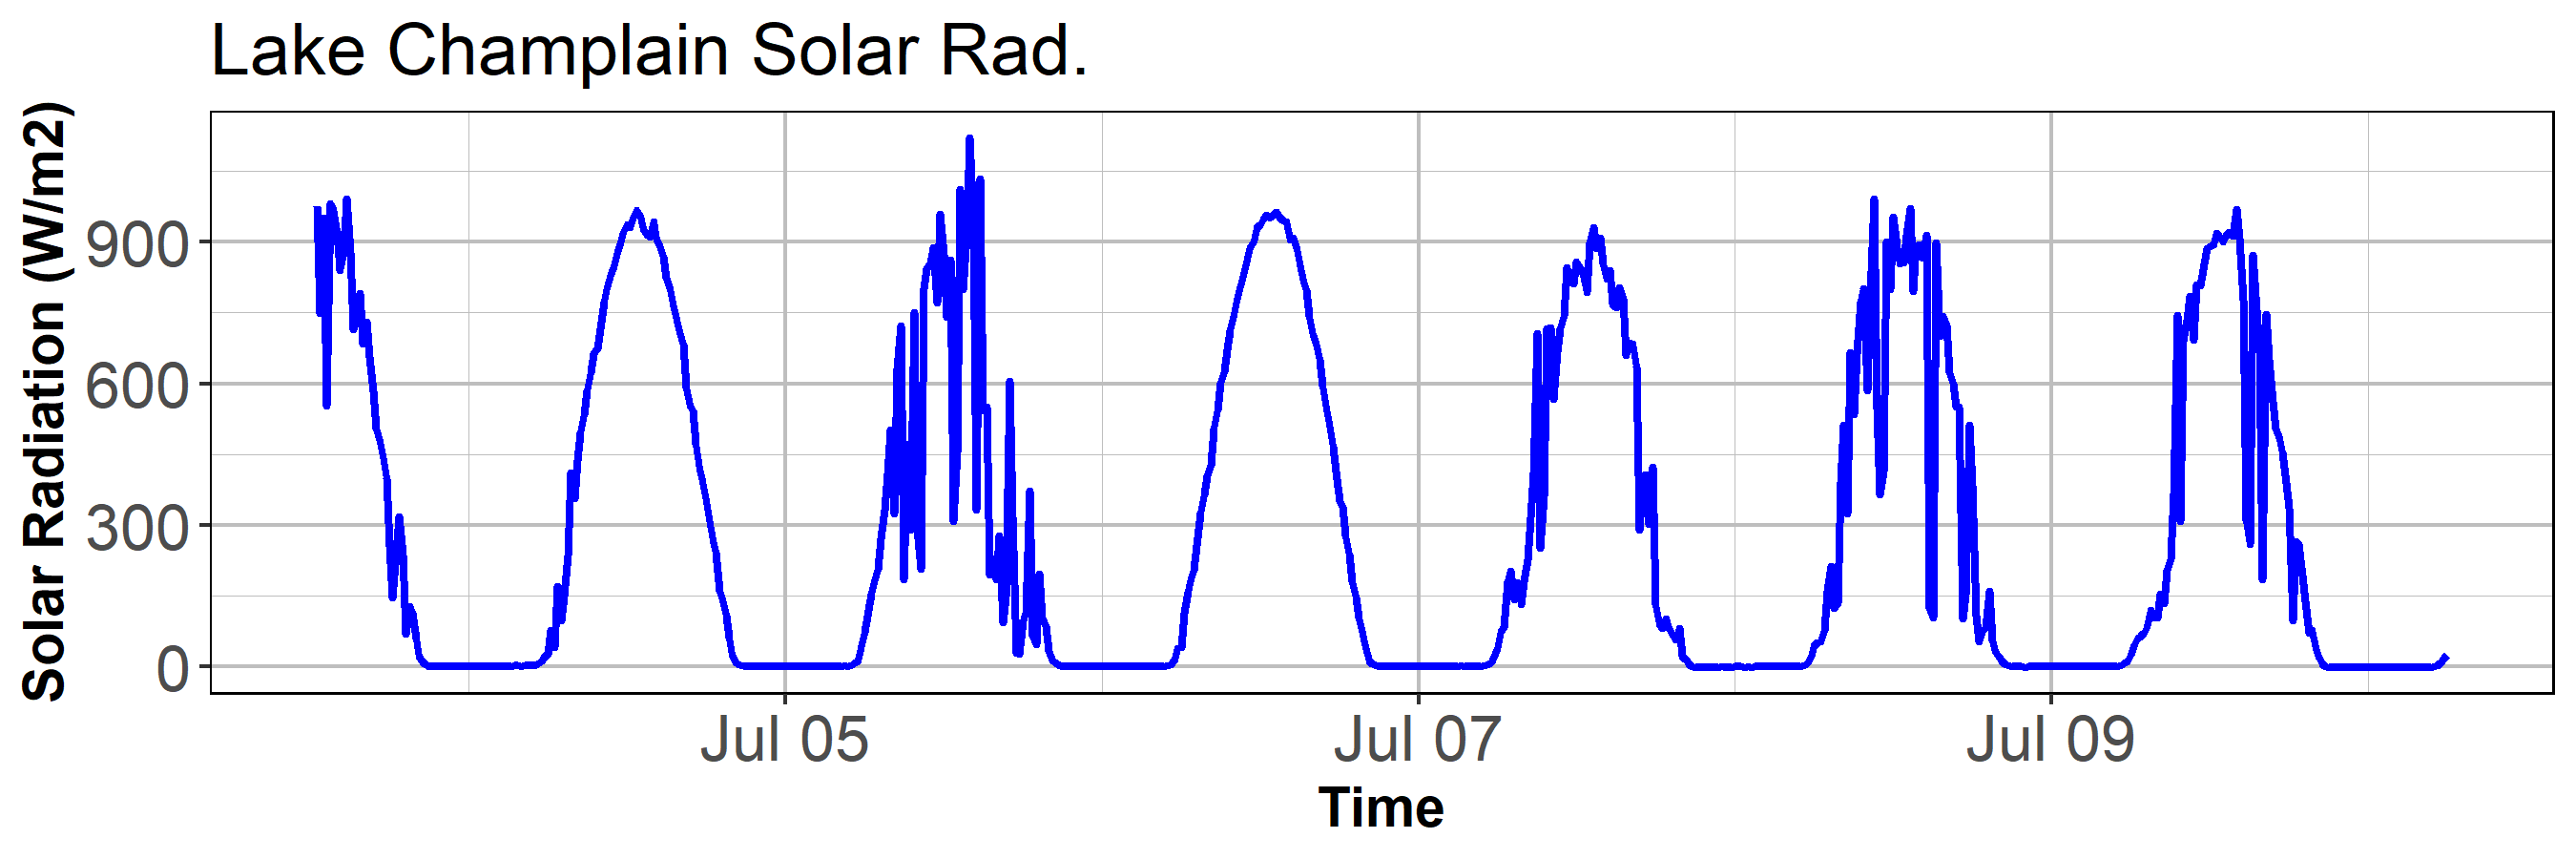 Lake Champlain Solar Rad.
Solar Radiation (W/m2)
900
600
300
0
Jul 05
Jul 07
Jul 09
Time